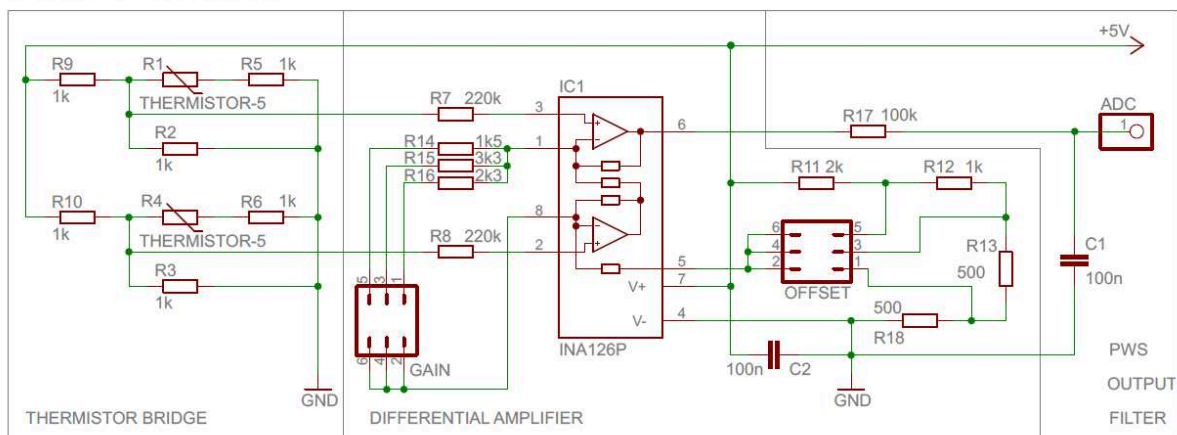 +5V
R9
1k
R1
THERMISTOR-5
R5
1k
R2
1k
R10
1k
R4
THERMISTOR-5
R6
1k
R3
1k
GND
THERMISTOR BRIDGE
R7 220k
R14 1k5
R15 3k3
R16 2k3
R8 220k
5 3 1
6 4 2
GAIN
IC1
3
1
8
2
6
5
7
4
V+
V-
INA126P
DIFFERENTIAL AMPLIFIER
R17 100k
R11 2k
R12 1k
6 5
4 3
2 1
OFFSET
R13
500
500
R18
100n C2
GND
ADC
1
C1
100n
PWS
OUTPUT
FILTER